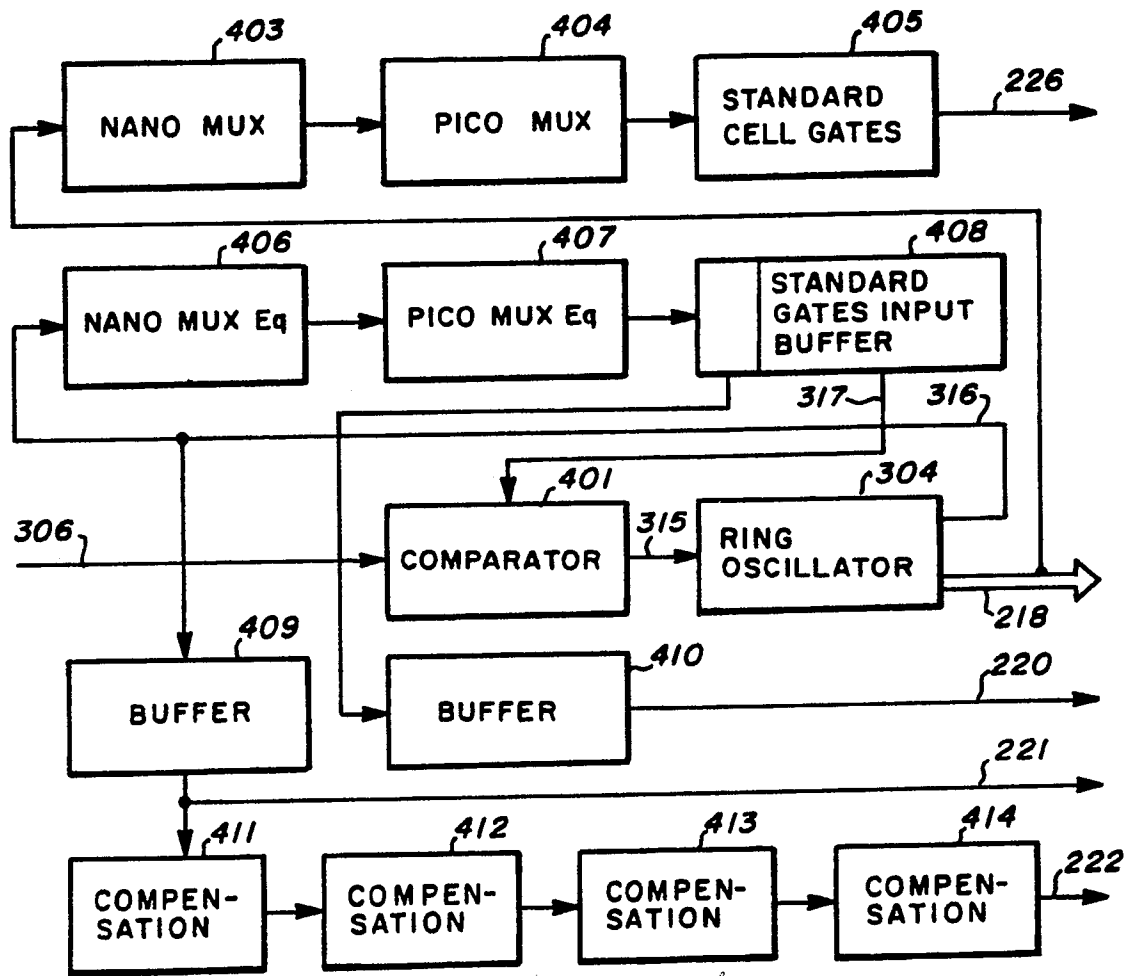 403
404
405
NANO MUX
PICO MUX
STANDARD
CELL GATES
226
406
407
408
NANO MUX Eq
PICO MUX Eq
STANDARD
GATES INPUT
BUFFER
317
316
401
304
306
315
COMPARATOR
RING
OSCILLATOR
218
409
410
220
BUFFER
BUFFER
221
411
412
413
414
COMPEN-
SATION
COMPEN-
SATION
COMPEN-
SATION
COMPEN-
SATION
222